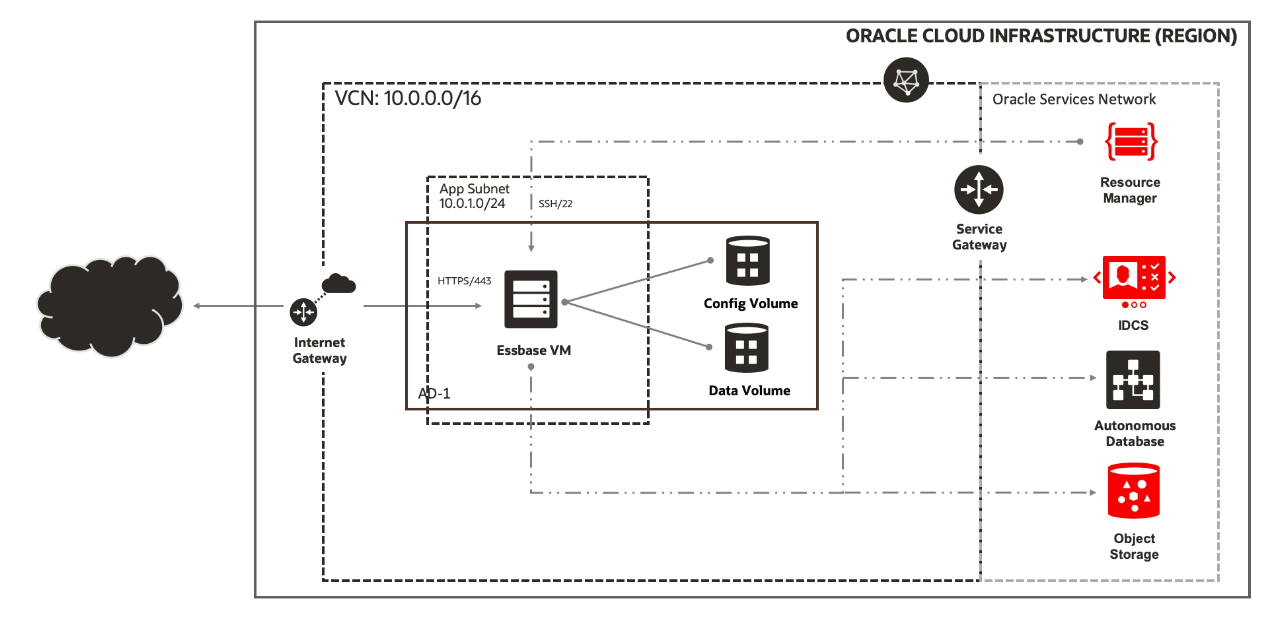 ORACLE CLOUD INFRASTRUCTURE (REGION)
VCN: 10.0.0.0/16
Oracle Services Network
Resource
Manager
App Subnet
10.0.1.0/24
SSH/22
Service
Gateway
HTTPS/443
Config Volume
IDCS
Internet
Gateway
Essbase VM
Data Volume
AD-1
Autonomous
Database
Object
Storage